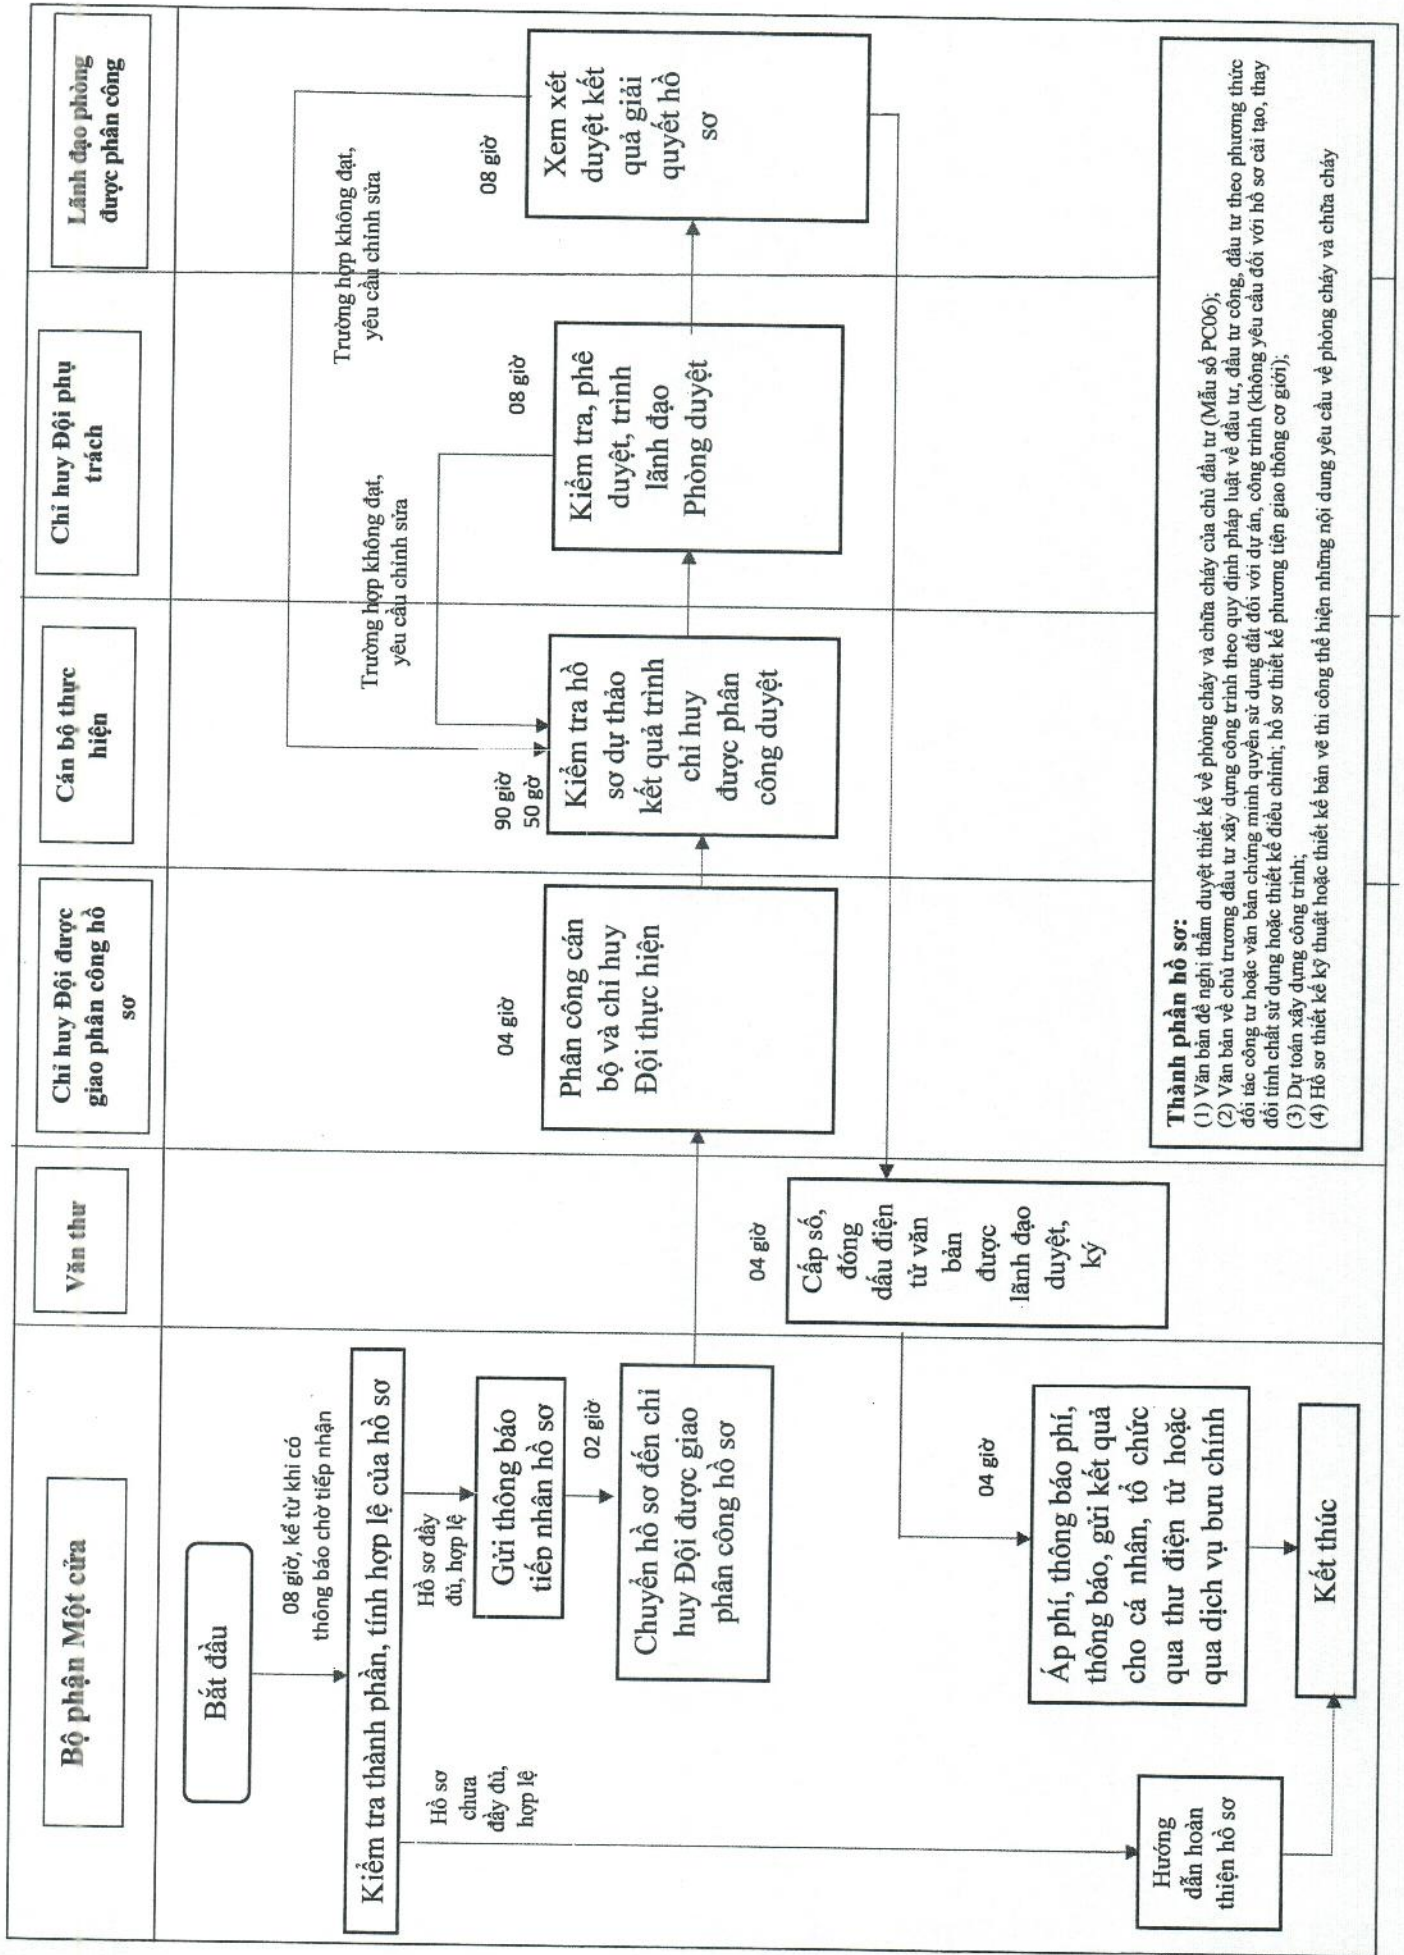 Bộ phận Một cửa
Văn thư
Chỉ huy Đội được
giao phân công hồ
sơ
Cán bộ thực
hiện
Chỉ huy Đội phụ
trách
Lãnh đạo phòng
được phân công
Bắt đầu
08 giờ, kể từ khi có
thông báo chờ tiếp nhận
Kiểm tra thành phần, tính hợp lệ của hồ sơ
Hồ sơ
chưa
đầy đủ,
hợp lệ
Hồ sơ đầy
đủ, hợp lệ
Gửi thông báo
tiếp nhân hồ sơ
02 giờ
Chuyển hồ sơ đến chỉ
huy Đội được giao
phân công hồ sơ
04 giờ
Phân công cán
bộ và chỉ huy
Đội thực hiện
90 giờ
50 gờ
Kiểm tra hồ
sơ dự thảo
kết quả trình
chỉ huy
được phân
công duyệt
Trường hợp không đạt,
yêu cầu chỉnh sửa
08 giờ
Kiểm tra, phê
duyệt, trình
lãnh đạo
Phòng duyệt
Trường hợp không đạt,
yêu cầu chỉnh sửa
08 giờ
Xem xét
duyệt kết
quả giải
quyết hồ
sơ
04 giờ
Cấp số,
đóng
dấu điện
tử văn
bản
được
lãnh đạo
duyệt,
ký
04 giờ
Áp phí, thông báo phí,
thông báo, gửi kết quả
cho cá nhân, tổ chức
qua thư điện tử hoặc
qua dịch vụ bưu chính
Hướng
dẫn hoàn
thiện hồ sơ
Kết thúc
Thành phần hồ sơ:
(1) Văn bản đề nghị thẩm duyệt thiết kế về phòng cháy và chữa cháy của chủ đầu tư (Mẫu số PC06);
(2) Văn bản về chủ trương đầu tư xây dựng công trình theo quy định pháp luật về đầu tư, đầu tư công, đầu tư theo phương thức
đối tác công tư hoặc văn bản chứng minh quyền sử dụng đất đối với dự án, công trình (không yêu cầu đối với hồ sơ cải tạo, thay
đổi tính chất sử dụng hoặc thiết kế điều chỉnh; hồ sơ thiết kế phương tiện giao thông cơ giới);
(3) Dự toán xây dựng công trình;
(4) Hồ sơ thiết kế kỹ thuật hoặc thiết kế bản vẽ thi công thể hiện những nội dung yêu cầu về phòng cháy và chữa cháy